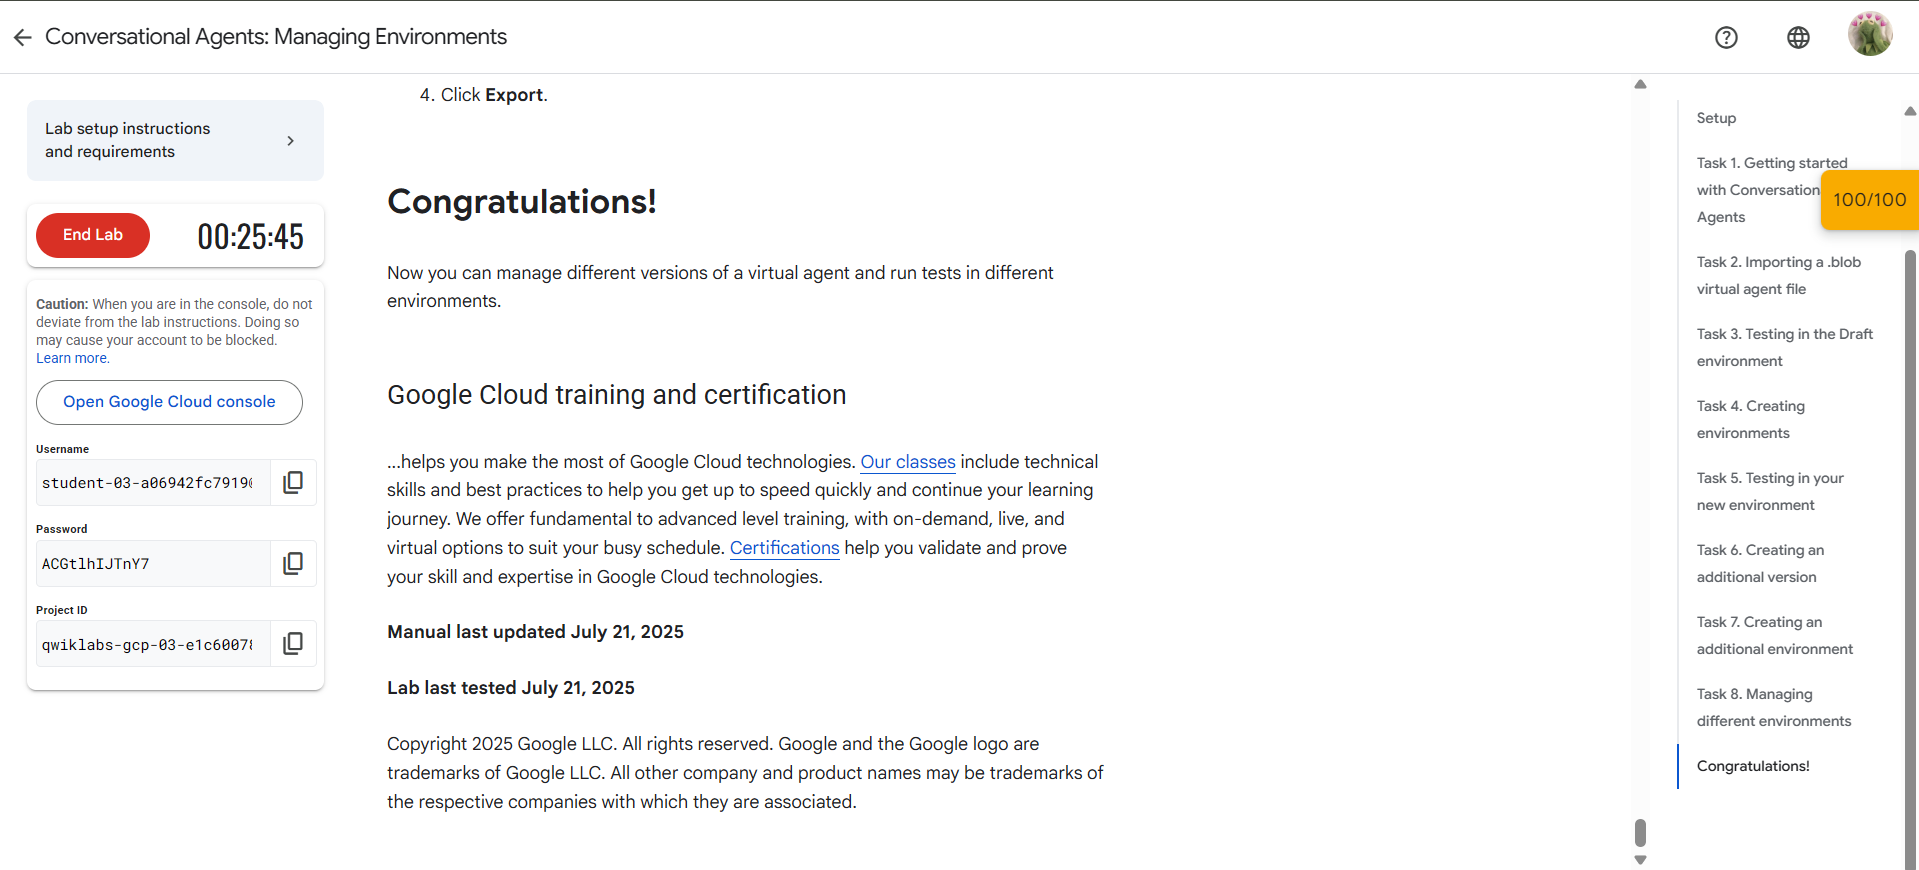 Conversational Agents: Managing Environments
Lab setup instructions
and requirements
End Lab
00:25:45
Caution: When you are in the console, do not
deviate from the lab instructions. Doing so
may cause your account to be blocked.
Learn more.
Open Google Cloud console
Username
student-03-a06942fc7919
Password
ACGtlhIJTnY7
Project ID
qwiklabs-gcp-03-e1c6007
4. Click Export.
Congratulations!
Now you can manage different versions of a virtual agent and run tests in different
environments.
Google Cloud training and certification
...helps you make the most of Google Cloud technologies. Our classes include technical
skills and best practices to help you get up to speed quickly and continue your learning
journey. We offer fundamental to advanced level training, with on-demand, live, and
virtual options to suit your busy schedule. Certifications help you validate and prove
your skill and expertise in Google Cloud technologies.
Manual last updated July 21, 2025
Lab last tested July 21, 2025
Copyright 2025 Google LLC. All rights reserved. Google and the Google logo are
trademarks of Google LLC. All other company and product names may be trademarks of
the respective companies with which they are associated.
Setup
Task 1. Getting started
with Conversation
Agents
100/100
Task 2. Importing a .blob
virtual agent file
Task 3. Testing in the Draft
environment
Task 4. Creating
environments
Task 5. Testing in your
new environment
Task 6. Creating an
additional version
Task 7. Creating an
additional environment
Task 8. Managing
different environments
Congratulations!